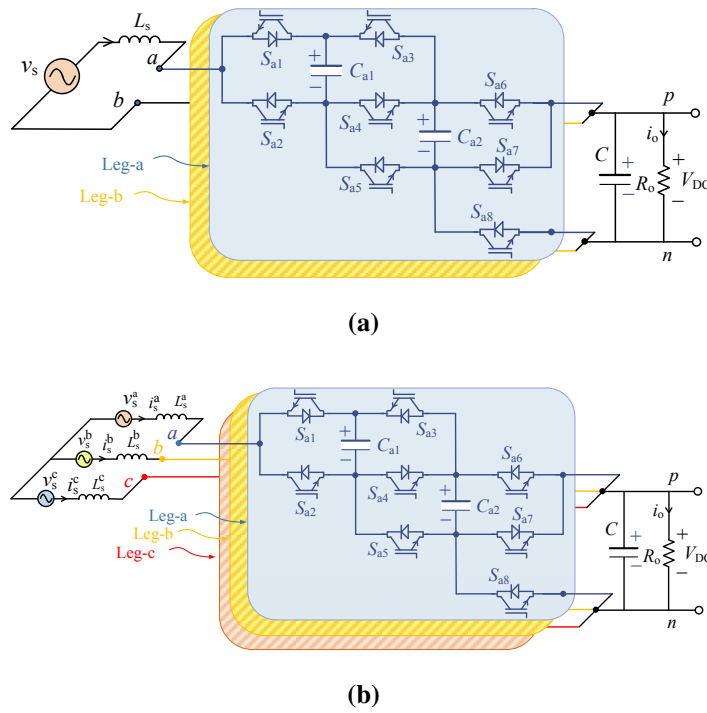 L_s
v_s
a
b
S_a1
C_a1
S_a3
S_a2
S_a4
S_a6
C_a2
S_a5
S_a7
S_a8
Leg-a
Leg-b
p
i_o
C
R_o
V_DC
n
(a)
v_s^a i_s^a L_s^a
a
v_s^b i_s^b L_s^b
b
v_s^c i_s^c L_s^c
c
S_a1
C_a1
S_a3
S_a2
S_a4
S_a6
C_a2
S_a5
S_a7
S_a8
Leg-a
Leg-b
Leg-c
p
i_o
C
R_o
V_DC
n
(b)